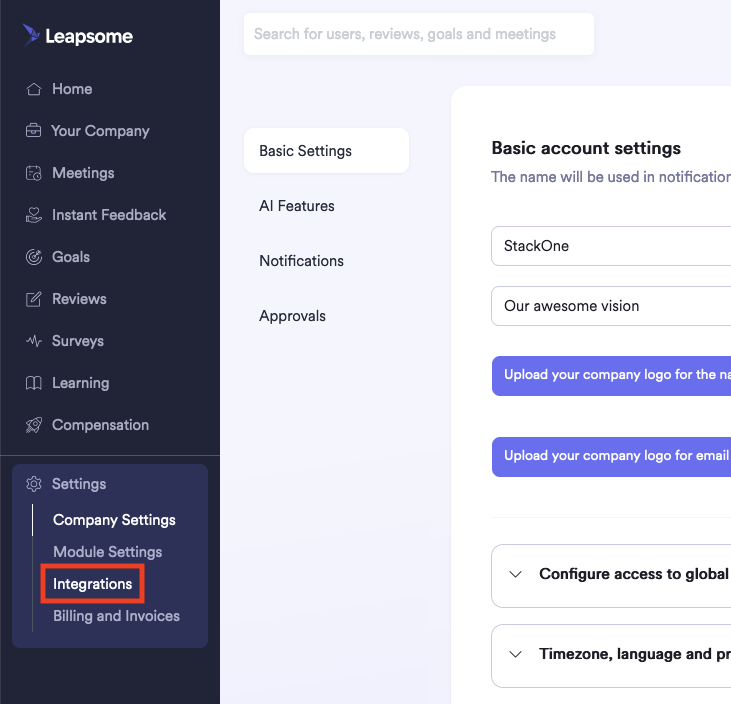 Leapsome
Home
Your Company
Meetings
Instant Feedback
Goals
Reviews
Surveys
Learning
Compensation
Settings
Company Settings
Module Settings
Integrations
Billing and Invoices
Search for users, reviews, goals and meetings
Basic Settings
AI Features
Notifications
Approvals
Basic account settings
The name will be used in notification
StackOne
Our awesome vision
Upload your company logo for the na
Upload your company logo for email
Configure access to global
Timezone, language and pr